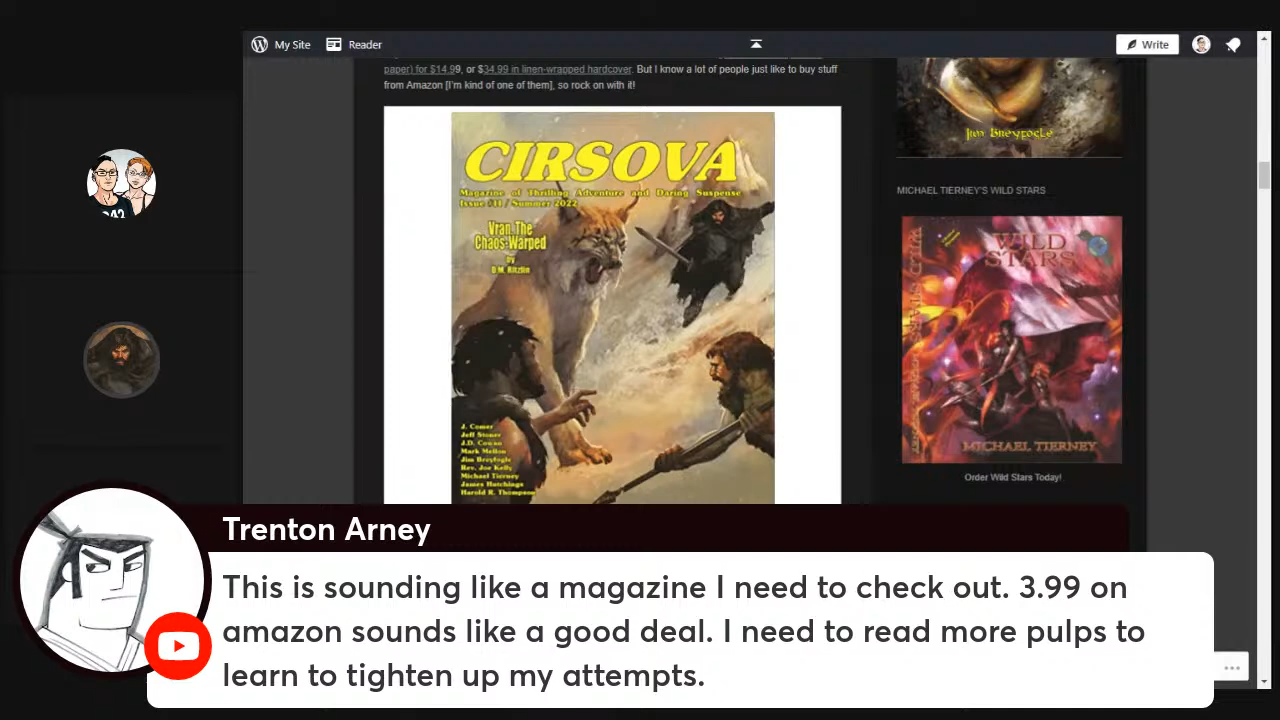 My Site
Reader
Write
paper) for $14.99, or $34.99 in linen-wrapped hardcover. But I know a lot of people just like to buy stuff
from Amazon [I'm kind of one of them], so rock on with it!
CIRSOVA
Magazine of Thrilling Adventure and Daring Suspense
Issue #11 / Summer 2022
Vran, The
Chaos-Warped
by
D.M. Ritzlin
J. Comer
Jeff Stoner
J.D. Cowan
Mark Mellon
Jim Breyfogle
Rev. Joe Kelly
Michael Tierney
James Hutchings
Harold R. Thompson
Jim Breyfogle
MICHAEL TIERNEY'S WILD STARS
WILD
STARS
MICHAEL TIERNEY
Order Wild Stars Today!
Trenton Arney
This is sounding like a magazine I need to check out. 3.99 on
amazon sounds like a good deal. I need to read more pulps to
learn to tighten up my attempts.